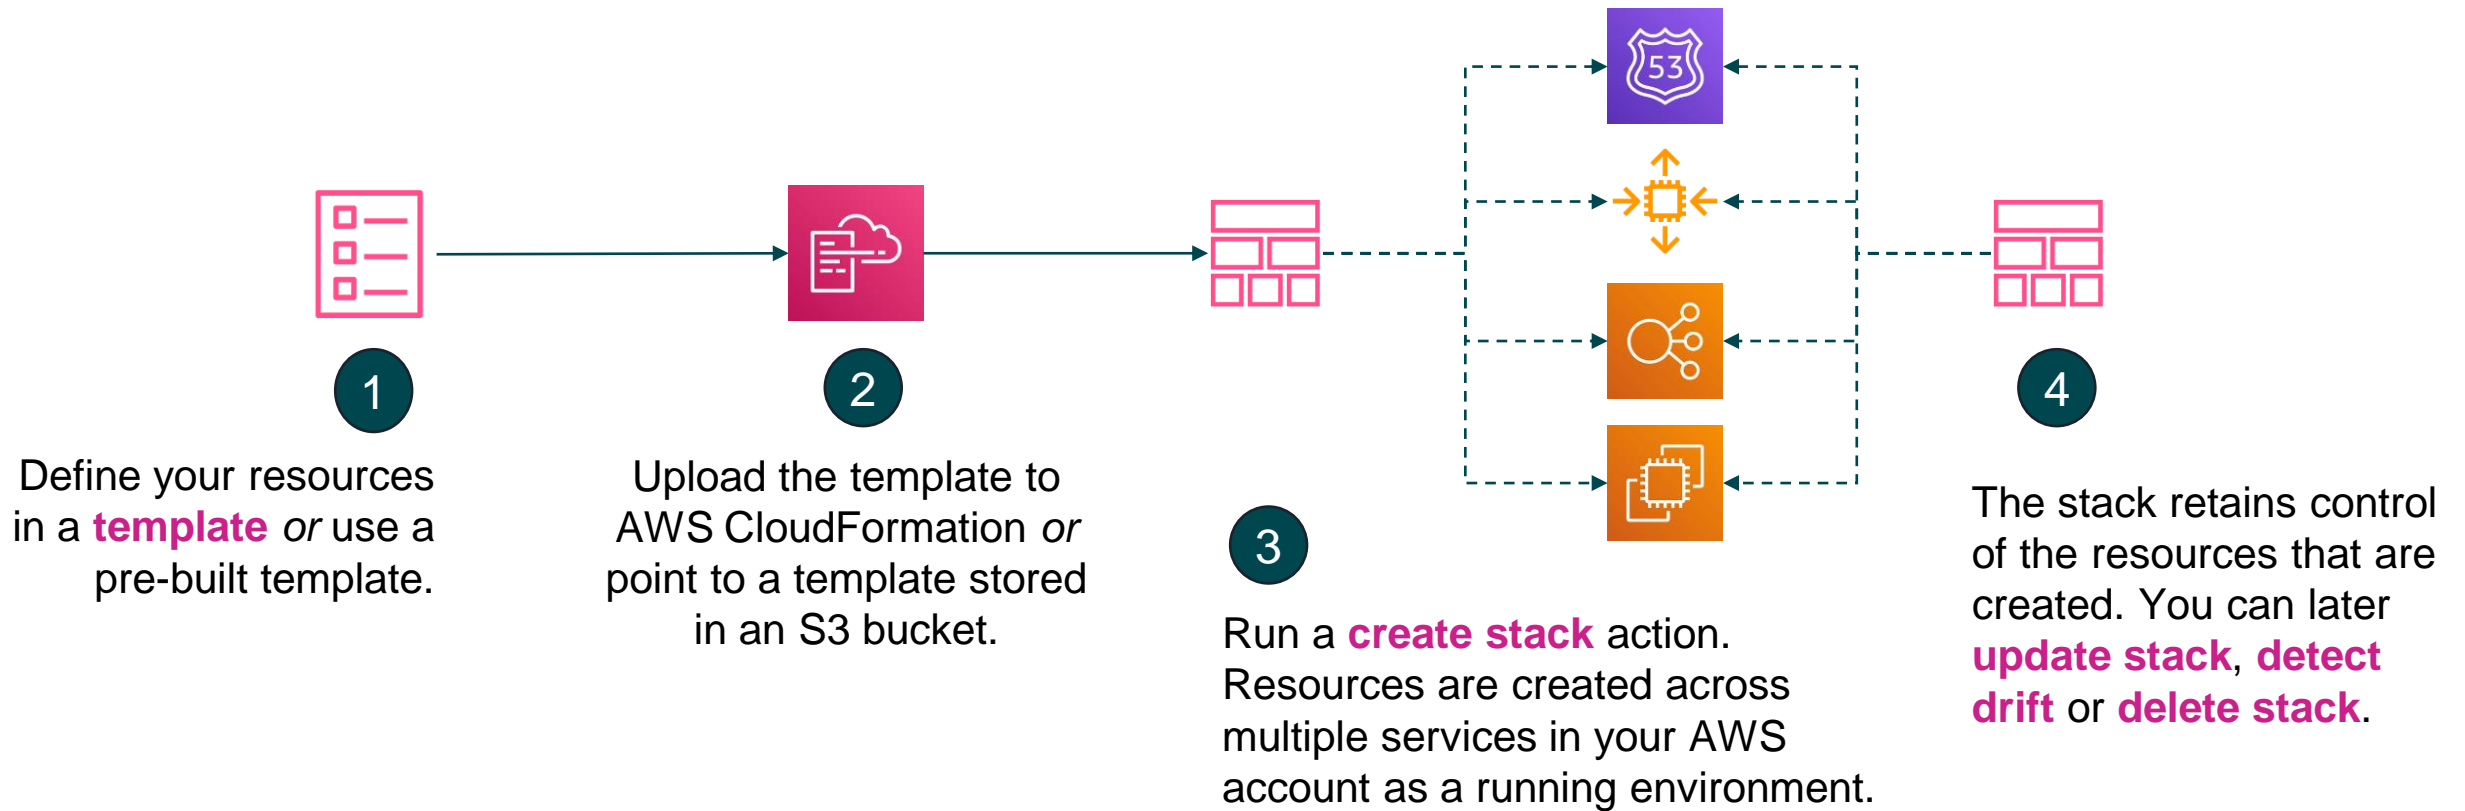 1
Define your resources
in a template or use a
pre-built template.
2
Upload the template to
AWS CloudFormation or
point to a template stored
in an S3 bucket.
53
3
Run a create stack action.
Resources are created across
multiple services in your AWS
account as a running environment.
4
The stack retains control
of the resources that are
created. You can later
update stack, detect
drift or delete stack.